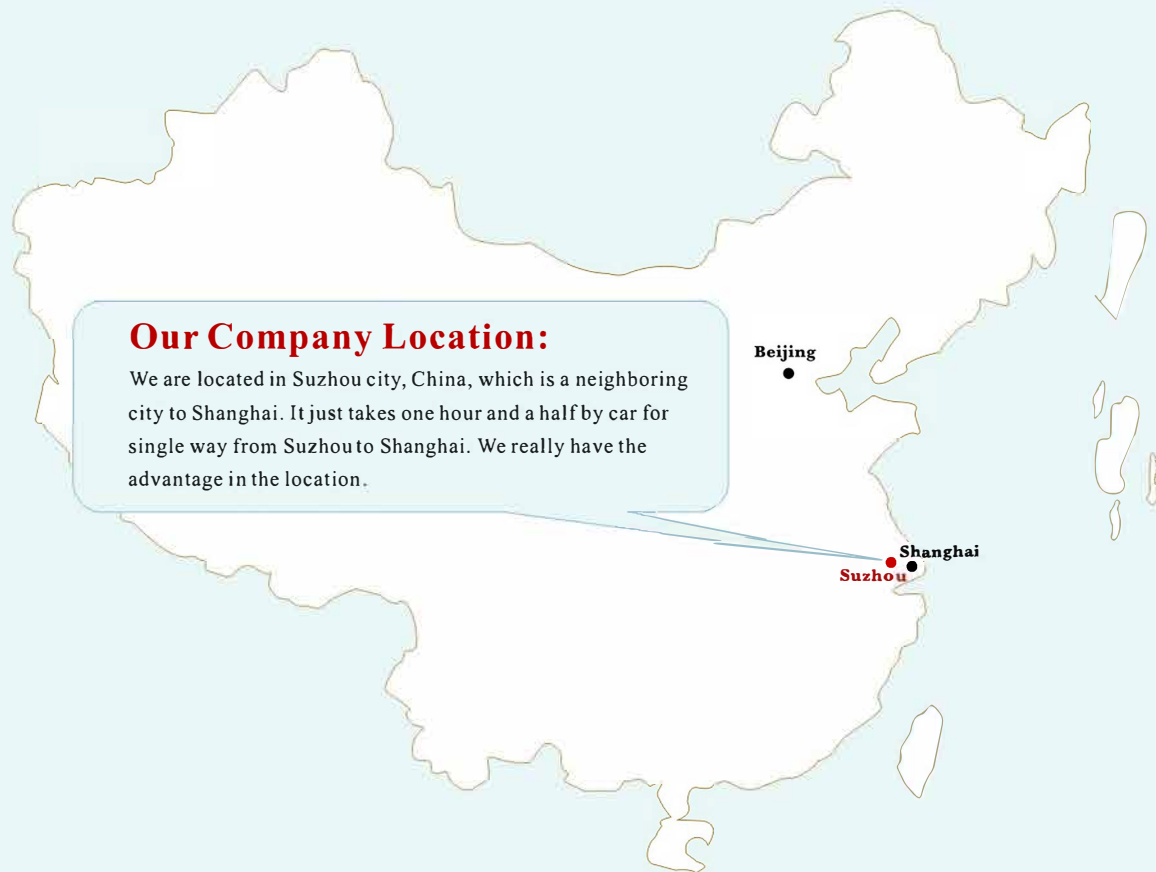 Our Company Location:
We are located in Suzhou city, China, which is a neighboring
city to Shanghai. It just takes one hour and a half by car for
single way from Suzhou to Shanghai. We really have the
advantage in the location.
Beijing
Shanghai
Suzhou